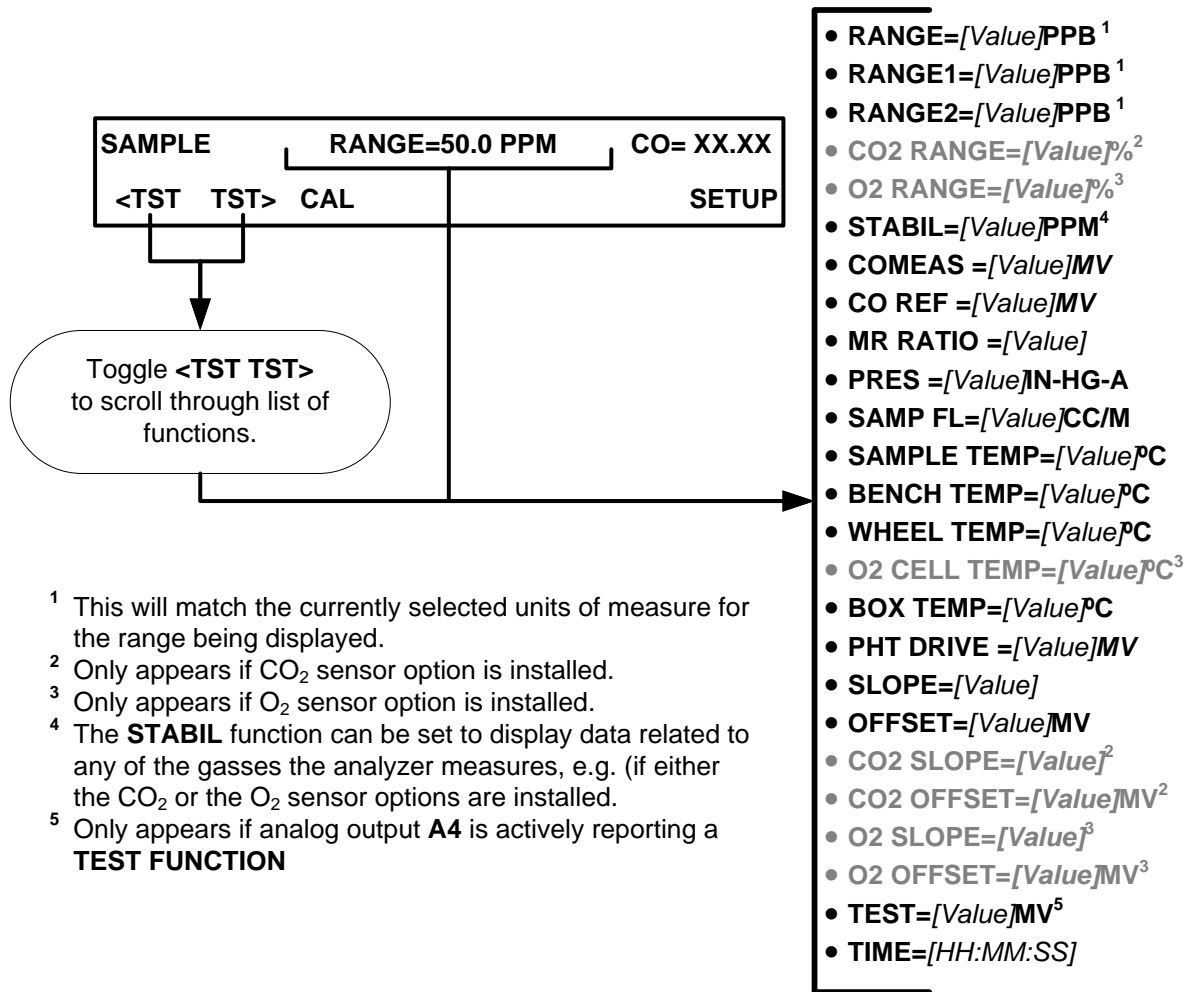 SAMPLE RANGE=50.0 PPM CO= XX.XX
<TST TST> CAL SETUP
Toggle <TST TST>
to scroll through list of
functions.
• RANGE=[Value]PPB 1
• RANGE1=[Value]PPB 1
• RANGE2=[Value]PPB 1
• CO2 RANGE=[Value]%2
• O2 RANGE=[Value]%3
• STABIL=[Value]PPM4
• COMEAS =[Value]MV
• CO REF =[Value]MV
• MR RATIO =[Value]
• PRES =[Value]IN-HG-A
• SAMP FL=[Value]CC/M
• SAMPLE TEMP=[Value]ºC
• BENCH TEMP=[Value]ºC
• WHEEL TEMP=[Value]ºC
• O2 CELL TEMP=[Value]ºC3
• BOX TEMP=[Value]ºC
• PHT DRIVE =[Value]MV
• SLOPE=[Value]
• OFFSET=[Value]MV
• CO2 SLOPE=[Value]2
• CO2 OFFSET=[Value]MV2
• O2 SLOPE=[Value]3
• O2 OFFSET=[Value]MV3
• TEST=[Value]MV5
• TIME=[HH:MM:SS]
1 This will match the currently selected units of measure for
the range being displayed.
2 Only appears if CO2 sensor option is installed.
3 Only appears if O2 sensor option is installed.
4 The STABIL function can be set to display data related to
any of the gasses the analyzer measures, e.g. (if either
the CO2 or the O2 sensor options are installed.
5 Only appears if analog output A4 is actively reporting a
TEST FUNCTION